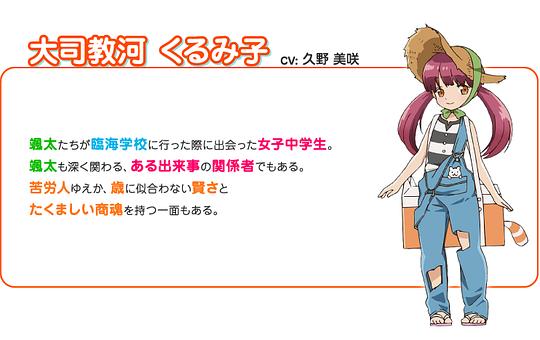 大司教河 くるみ子 cv: 久野 美咲
颯太たちが臨海学校に行った際に出会った女子中学生。
颯太も深く関わる、ある出来事の関係者でもある。
苦労人ゆえか、歳に似合わない賢さと
たくましい商魂を持つ一面もある。